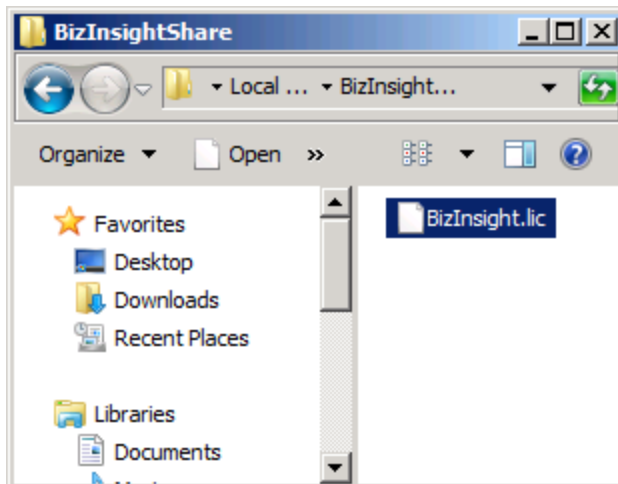 BizInsightShare
Local ... BizInsight...
Organize Open »
Favorites
Desktop
Downloads
Recent Places
Libraries
Documents
BizInsight.lic